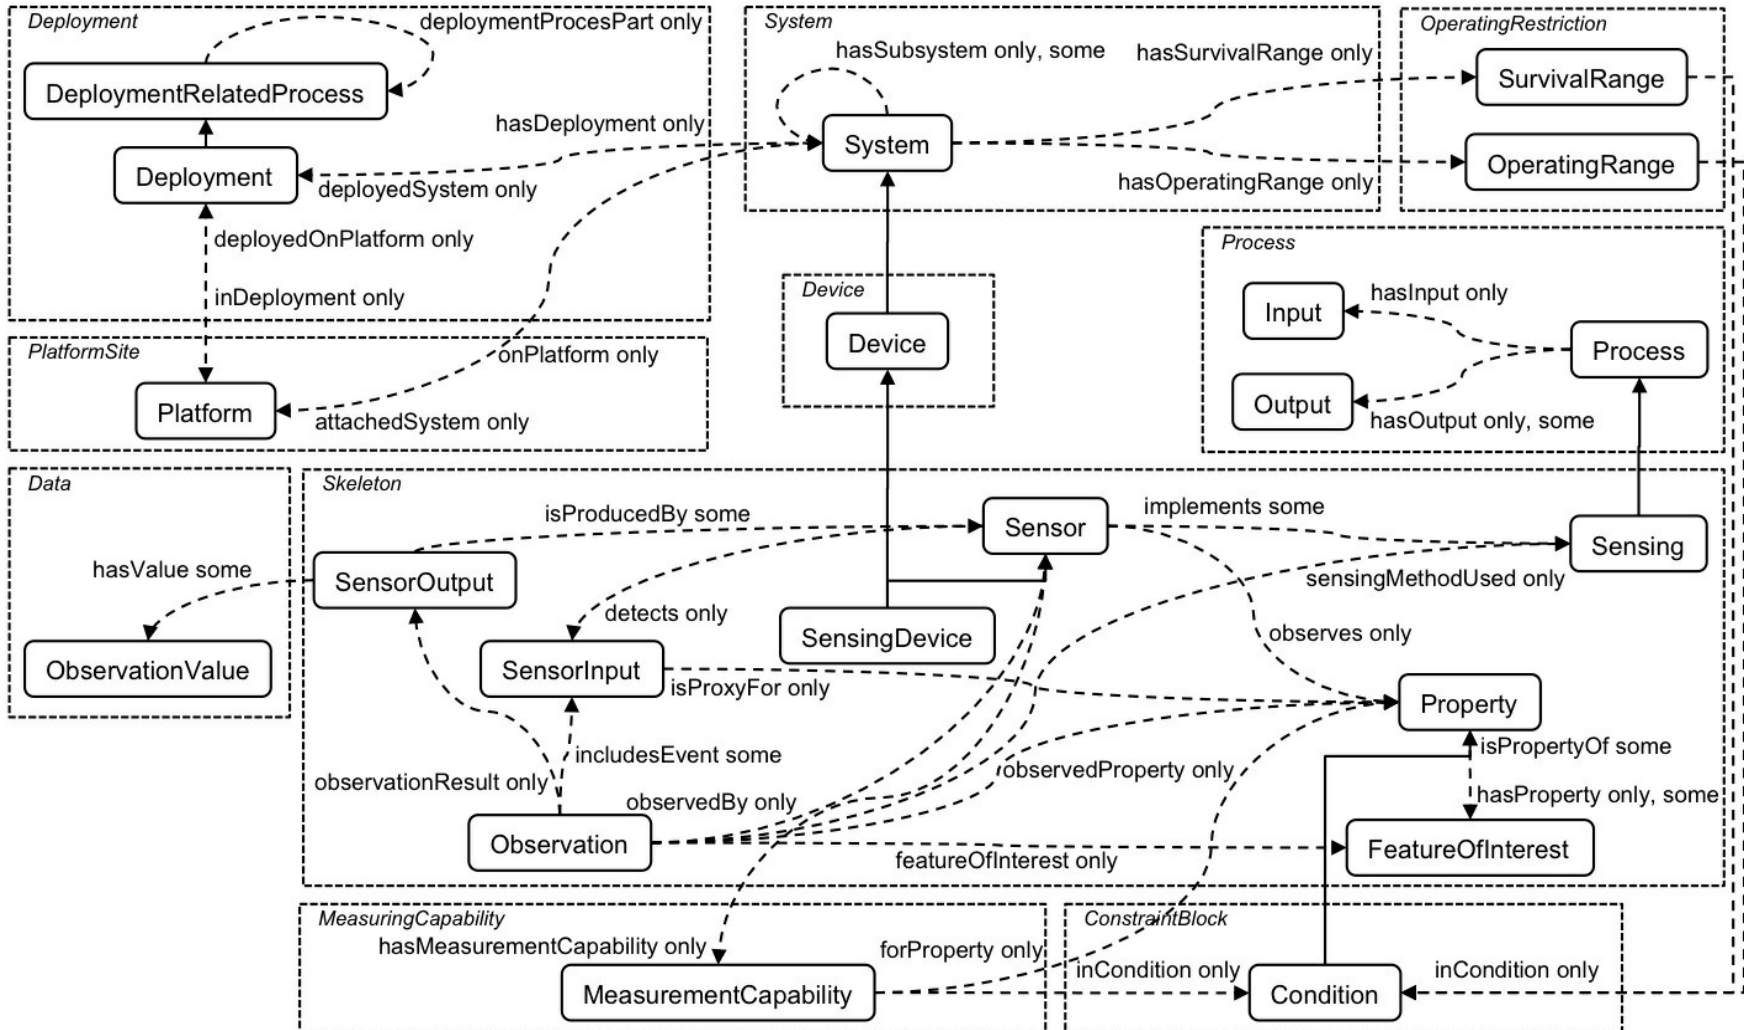 Deployment
deploymentProcesPart only
DeploymentRelatedProcess
hasDeployment only
Deployment
deployedSystem only
deployedOnPlatform only
inDeployment only
System
hasSubsystem only, some
hasSurvivalRange only
System
hasOperatingRange only
OperatingRestriction
SurvivalRange
OperatingRange
Process
Input
hasInput only
Process
Output
hasOutput only, some
Device
Device
PlatformSite
onPlatform only
Platform
attachedSystem only
Data
hasValue some
ObservationValue
Skeleton
isProducedBy some
Sensor
implements some
Sensing
SensorOutput
sensingMethodUsed only
detects only
SensingDevice
observes only
SensorInput
isProxyFor only
Property
isPropertyOf some
includesEvent some
observationResult only
observedProperty only
hasProperty only, some
observedBy only
Observation
featureOfInterest only
FeatureOfInterest
MeasuringCapability
hasMeasurementCapability only
forProperty only
MeasurementCapability
ConstraintBlock
inCondition only
Condition
inCondition only